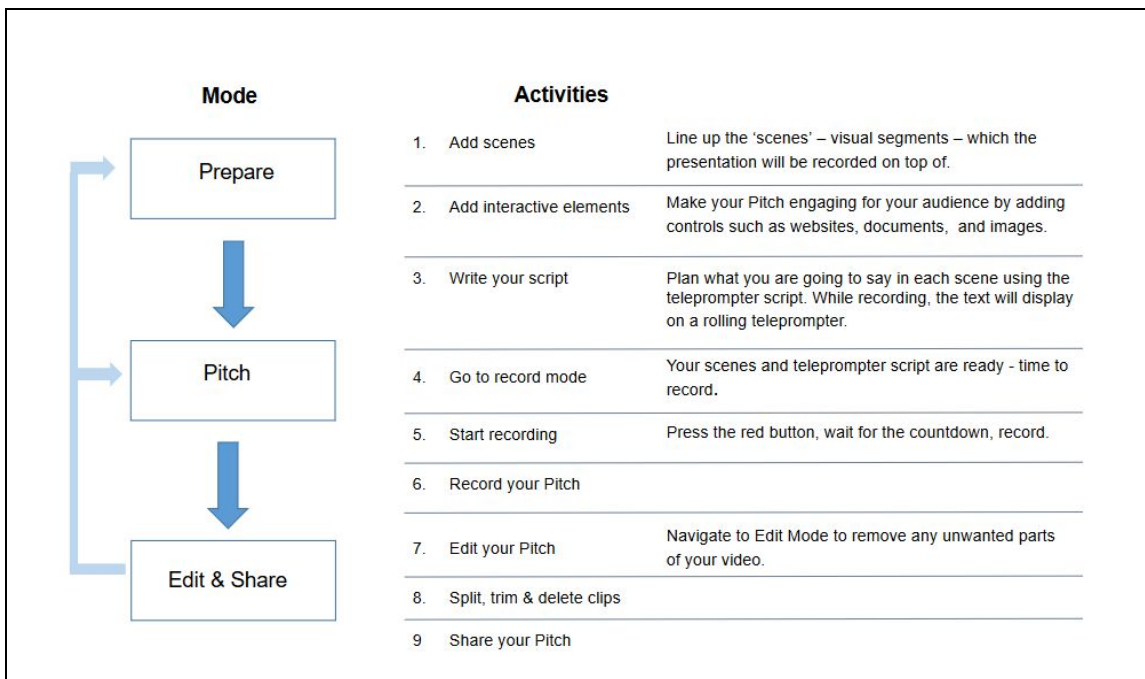 Mode
Activities
Prepare
Pitch
Edit & Share
1. Add scenes
Line up the ‘scenes’ – visual segments – which the
presentation will be recorded on top of.
2. Add interactive elements
Make your Pitch engaging for your audience by adding
controls such as websites, documents, and images.
3. Write your script
Plan what you are going to say in each scene using the
teleprompter script. While recording, the text will display
on a rolling teleprompter.
4. Go to record mode
Your scenes and teleprompter script are ready - time to
record.
5. Start recording
Press the red button, wait for the countdown, record.
6. Record your Pitch
7. Edit your Pitch
Navigate to Edit Mode to remove any unwanted parts
of your video.
8. Split, trim & delete clips
9 Share your Pitch